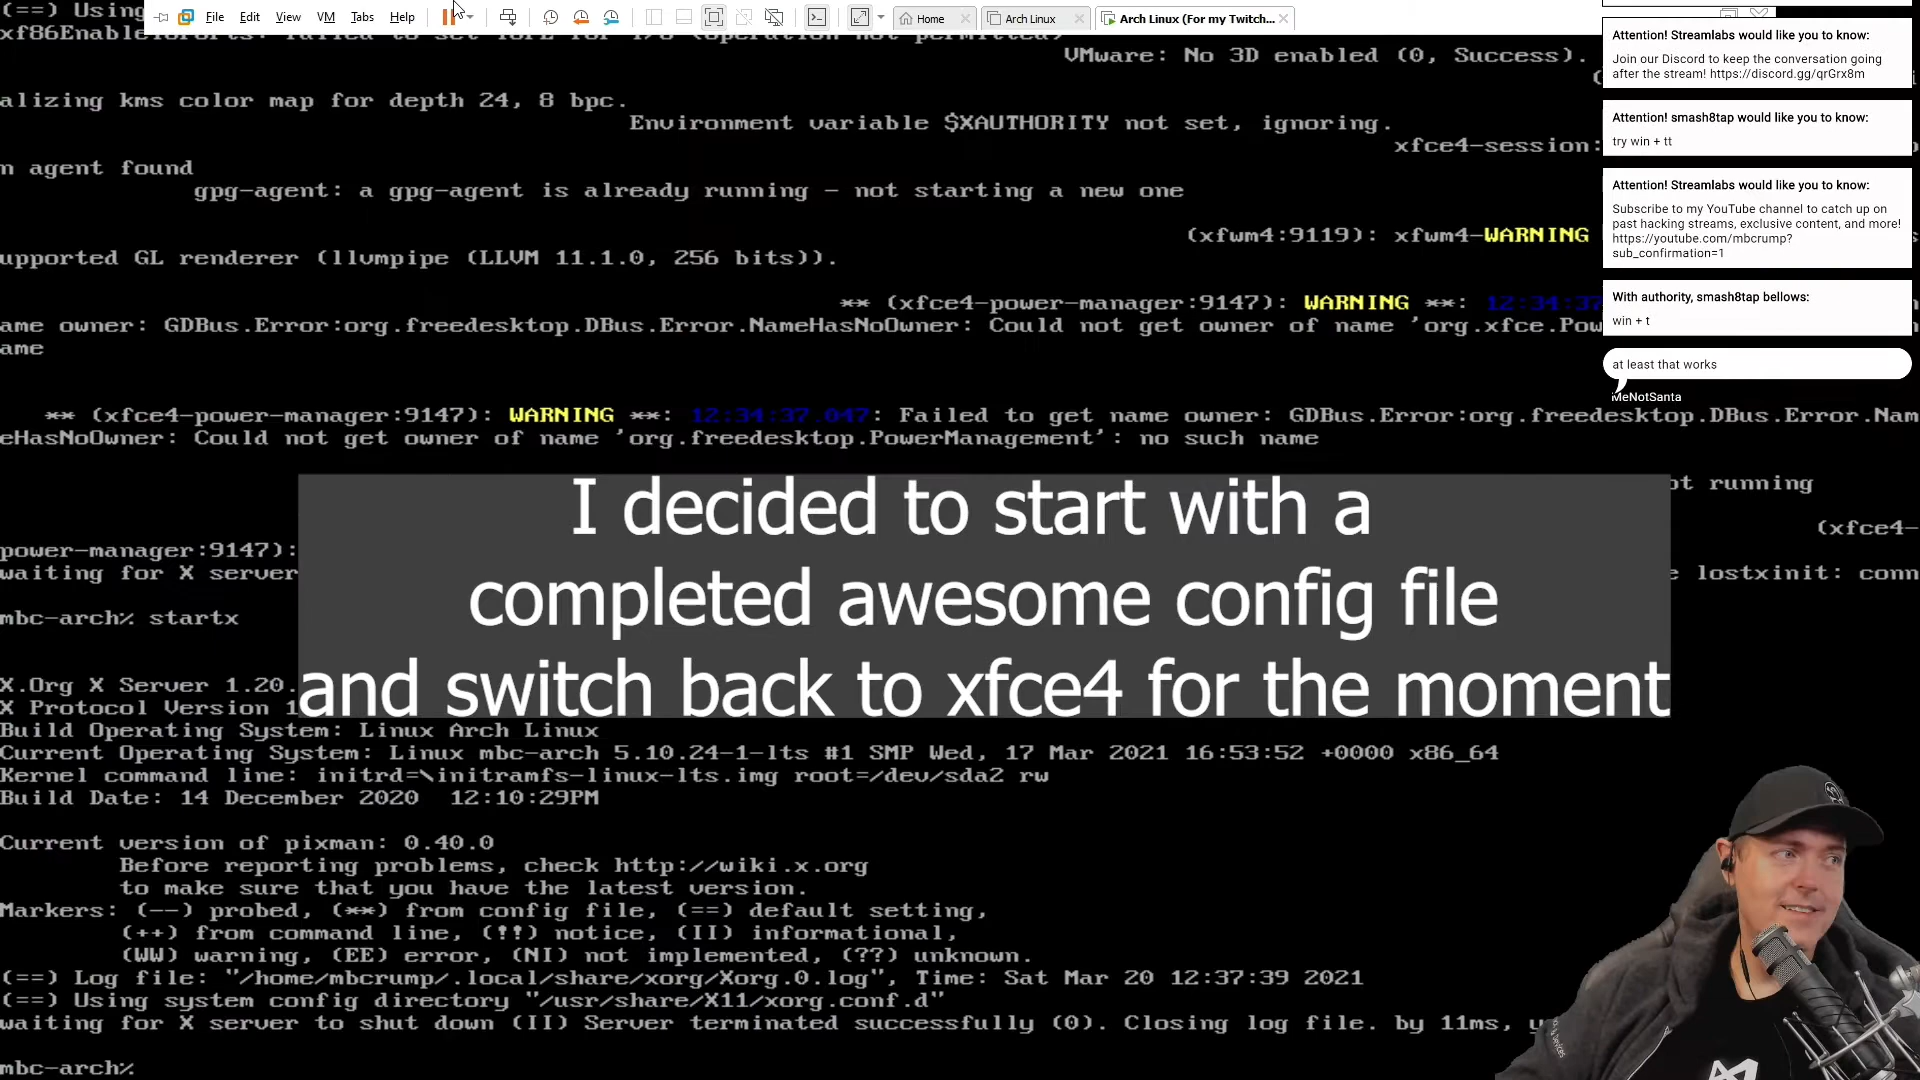 (==) Using
File Edit View VM Tabs Help
Home
Arch Linux
Arch Linux (For my Twitch...
VMware: No 3D enabled (0, Success).
alizing kms color map for depth 24, 8 bpc.
Environment variable $XAUTHORITY not set, ignoring.
xfce4-session:
n agent found
gpg-agent: a gpg-agent is already running - not starting a new one
(xfwm4:9119): xfwm4-WARNING
upported GL renderer (llvmpipe (LLVM 11.1.0, 256 bits)).
** (xfce4-power-manager:9147): WARNING **: 12:34:37
ame owner: GDBus.Error:org.freedesktop.DBus.Error.NameHasNoOwner: Could not get owner of name 'org.xfce.Pow
ame
** (xfce4-power-manager:9147): WARNING **: 12:34:37.047: Failed to get name owner: GDBus.Error:org.freedesktop.DBus.Error.Nam
eHasNoOwner: Could not get owner of name 'org.freedesktop.PowerManagement': no such name
ot running
(xfce4-
power-manager:9147):
waiting for X server
e lostxinit: conn
mbc-arch% startx
I decided to start with a
completed awesome config file
and switch back to xfce4 for the moment
X.Org X Server 1.20.
X Protocol Version 1
Build Operating System: Linux Arch Linux
Current Operating System: Linux mbc-arch 5.10.24-1-lts #1 SMP Wed, 17 Mar 2021 16:53:52 +0000 x86_64
Kernel command line: initrd=\initramfs-linux-lts.img root=/dev/sda2 rw
Build Date: 14 December 2020  12:10:29PM
Current version of pixman: 0.40.0
Before reporting problems, check http://wiki.x.org
to make sure that you have the latest version.
Markers: (--) probed, (**) from config file, (==) default setting,
(++) from command line, (!!) notice, (II) informational,
(WW) warning, (EE) error, (NI) not implemented, (??) unknown.
(==) Log file: "/home/mbcrump/.local/share/xorg/Xorg.0.log", Time: Sat Mar 20 12:37:39 2021
(==) Using system config directory "/usr/share/X11/xorg.conf.d"
waiting for X server to shut down (II) Server terminated successfully (0). Closing log file. by 11ms, y
mbc-arch%
Attention! Streamlabs would like you to know:
Join our Discord to keep the conversation going
after the stream! https://discord.gg/qrGrx8m
Attention! smash8tap would like you to know:
try win + tt
Attention! Streamlabs would like you to know:
Subscribe to my YouTube channel to catch up on
past hacking streams, exclusive content, and more!
https://youtube.com/mbcrump?
sub_confirmation=1
With authority, smash8tap bellows:
win + t
at least that works
MeNotSanta